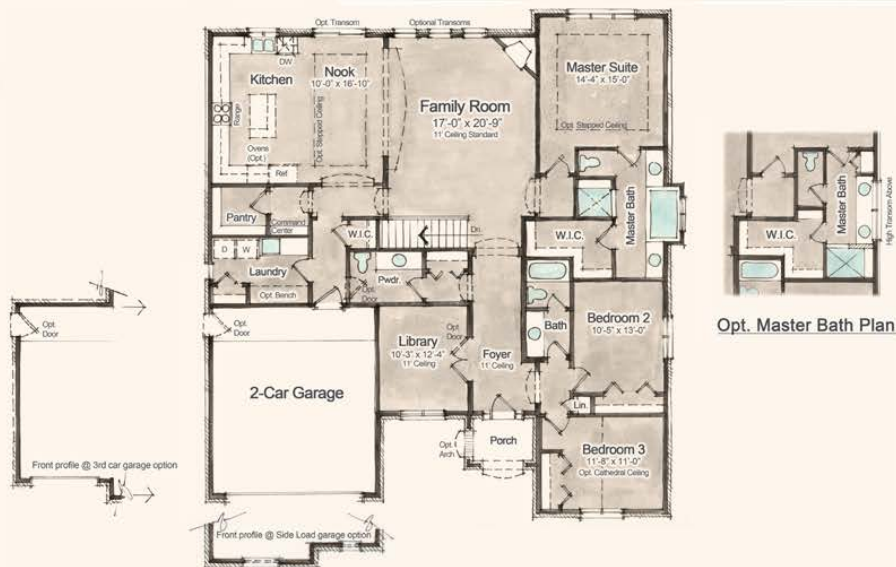 Opt. Transom
Optional Transoms
DW
Kitchen
Nook
10'-0" x 16'-10"
Opt. Stepped Ceiling
Range
Ovens
(Opt.)
Ref
Family Room
17'-0" x 20'-9"
11' Ceiling Standard
Master Suite
14'-4" x 15'-0"
Opt. Stepped Ceiling
Pantry
Command
Center
W.I.C.
Dn.
W.I.C.
Master Bath
D
W
Laundry
Opt. Bench
Pwdr.
Opt.
Door
Opt.
Door
Library
10'-3" x 12'-4"
11' Ceiling
Opt.
Door
Foyer
11' Ceiling
Bath
Bedroom 2
10'-5" x 13'-0"
Lin.
2-Car Garage
Opt.
Arch
Porch
Bedroom 3
11'-8" x 11'-0"
Opt. Cathedral Ceiling
Opt.
Door
Front profile @ 3rd car garage option
Front profile @ Side Load garage option
W.I.C.
Master Bath
High Transom Above
Opt. Master Bath Plan